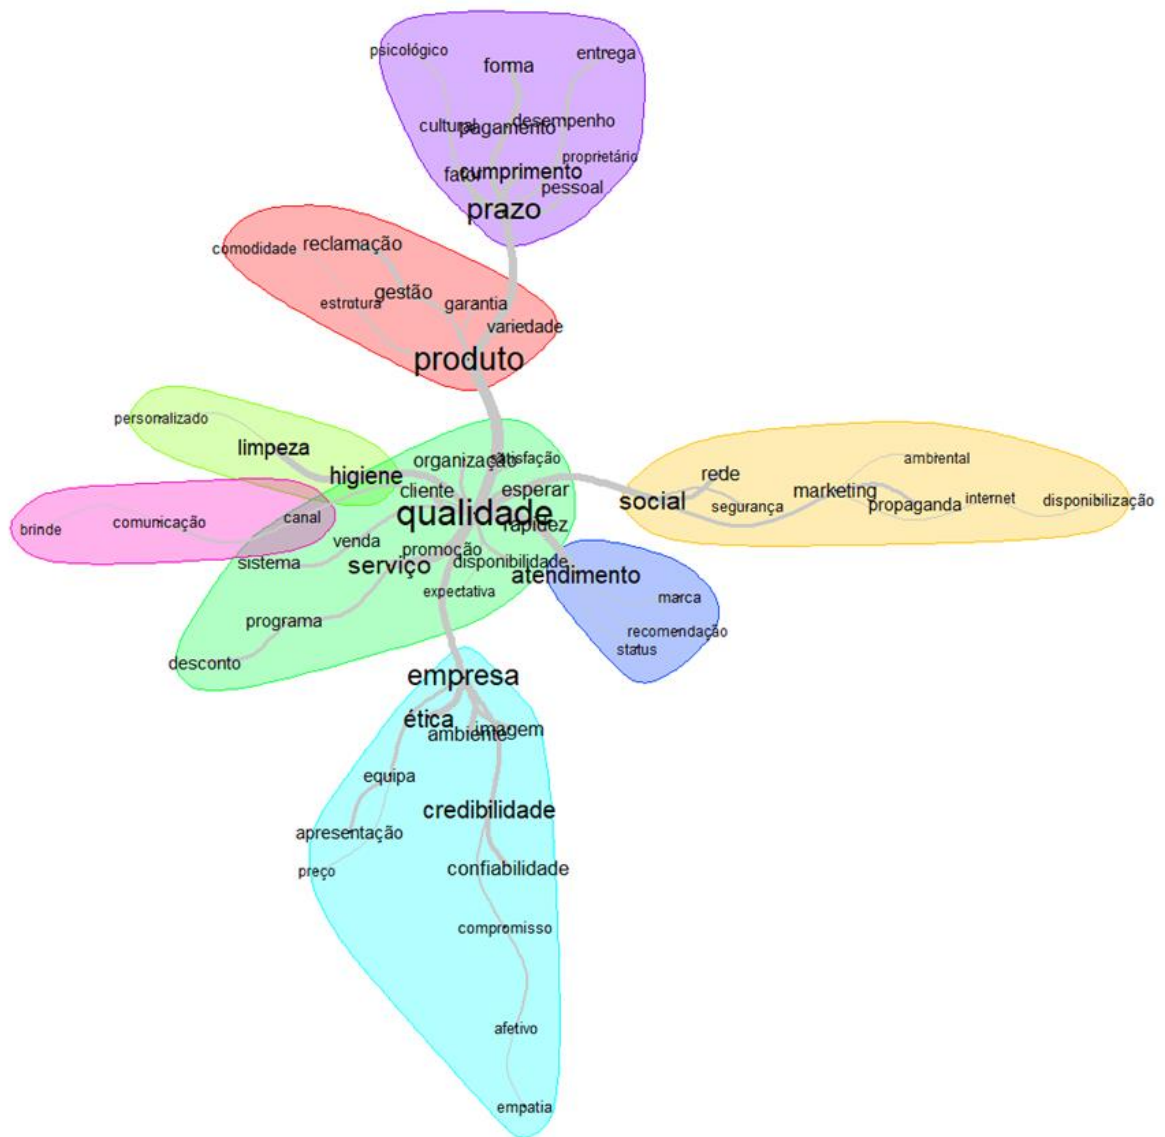 psicológico
forma
entrega
cultural
pagamento
desempenho
proprietário
fator
cumprimento
pessoal
prazo
comodidade
reclamação
gestão
estrutura
garantia
variedade
produto
personalizado
limpeza
higiene
organização
satisfação
cliente
esperar
qualidade
rapidez
brinde
comunicação
canal
venda
sistema
promoção
serviço
disponibilidade
expectativa
programa
desconto
social
rede
segurança
marketing
ambiental
propaganda
internet
disponibilização
atendimento
marca
recomendação
status
empresa
ética
ambiente
imagem
equipa
credibilidade
apresentação
preço
confiabilidade
compromisso
afetivo
empatia